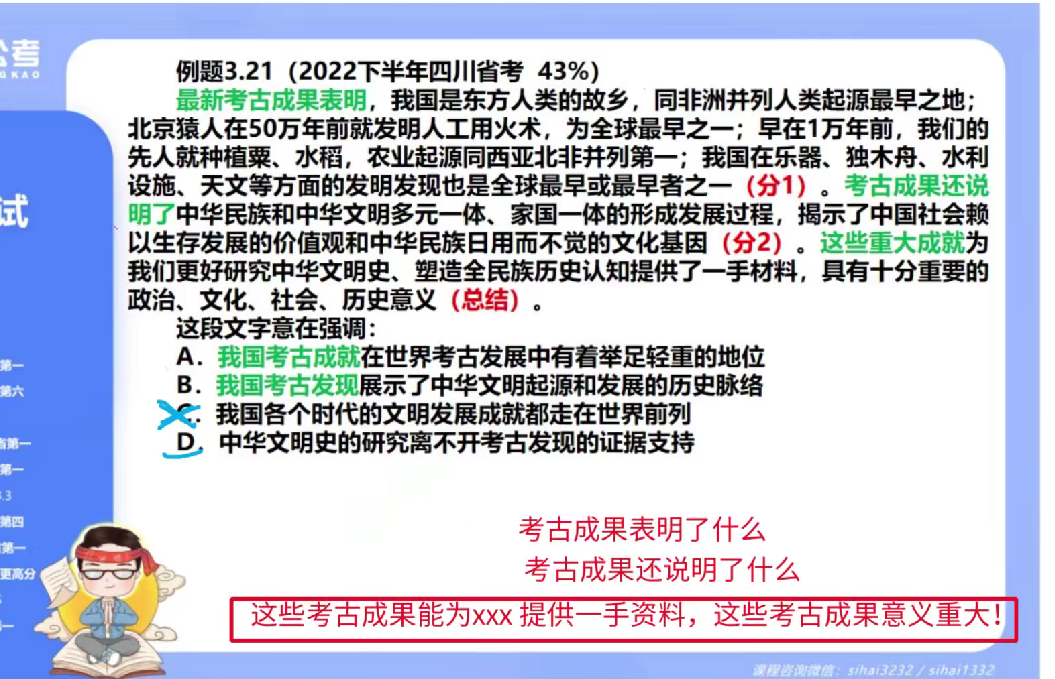 公考
GKAO
例题3.21（2022下半年四川省考 43%）
最新考古成果表明，我国是东方人类的故乡，同非洲并列人类起源最早之地；
北京猿人在50万年前就发明人工用火术，为全球最早之一；早在1万年前，我们的
先人就种植粟、水稻，农业起源同西亚北非并列第一；我国在乐器、独木舟、水利
设施、天文等方面的发明发现也是全球最早或最早者之一（分1）。考古成果还说
明了中华民族和中华文明多元一体、家国一体的形成发展过程，揭示了中国社会赖
以生存发展的价值观和中华民族日用而不觉的文化基因（分2）。这些重大成就为
我们更好研究中华文明史、塑造全民族历史认知提供了一手材料，具有十分重要的
政治、文化、社会、历史意义（总结）。
这段文字意在强调：
A．我国考古成就在世界考古发展中有着举足轻重的地位
B．我国考古发现展示了中华文明起源和发展的历史脉络
C．我国各个时代的文明发展成就都走在世界前列
D．中华文明史的研究离不开考古发现的证据支持
试
第一
第六
省第一
第一
.3
第四
第一
更高分
考古成果表明了什么
考古成果还说明了什么
这些考古成果能为xxx 提供一手资料，这些考古成果意义重大！
课程咨询微信：sihai3232 / sihai1332